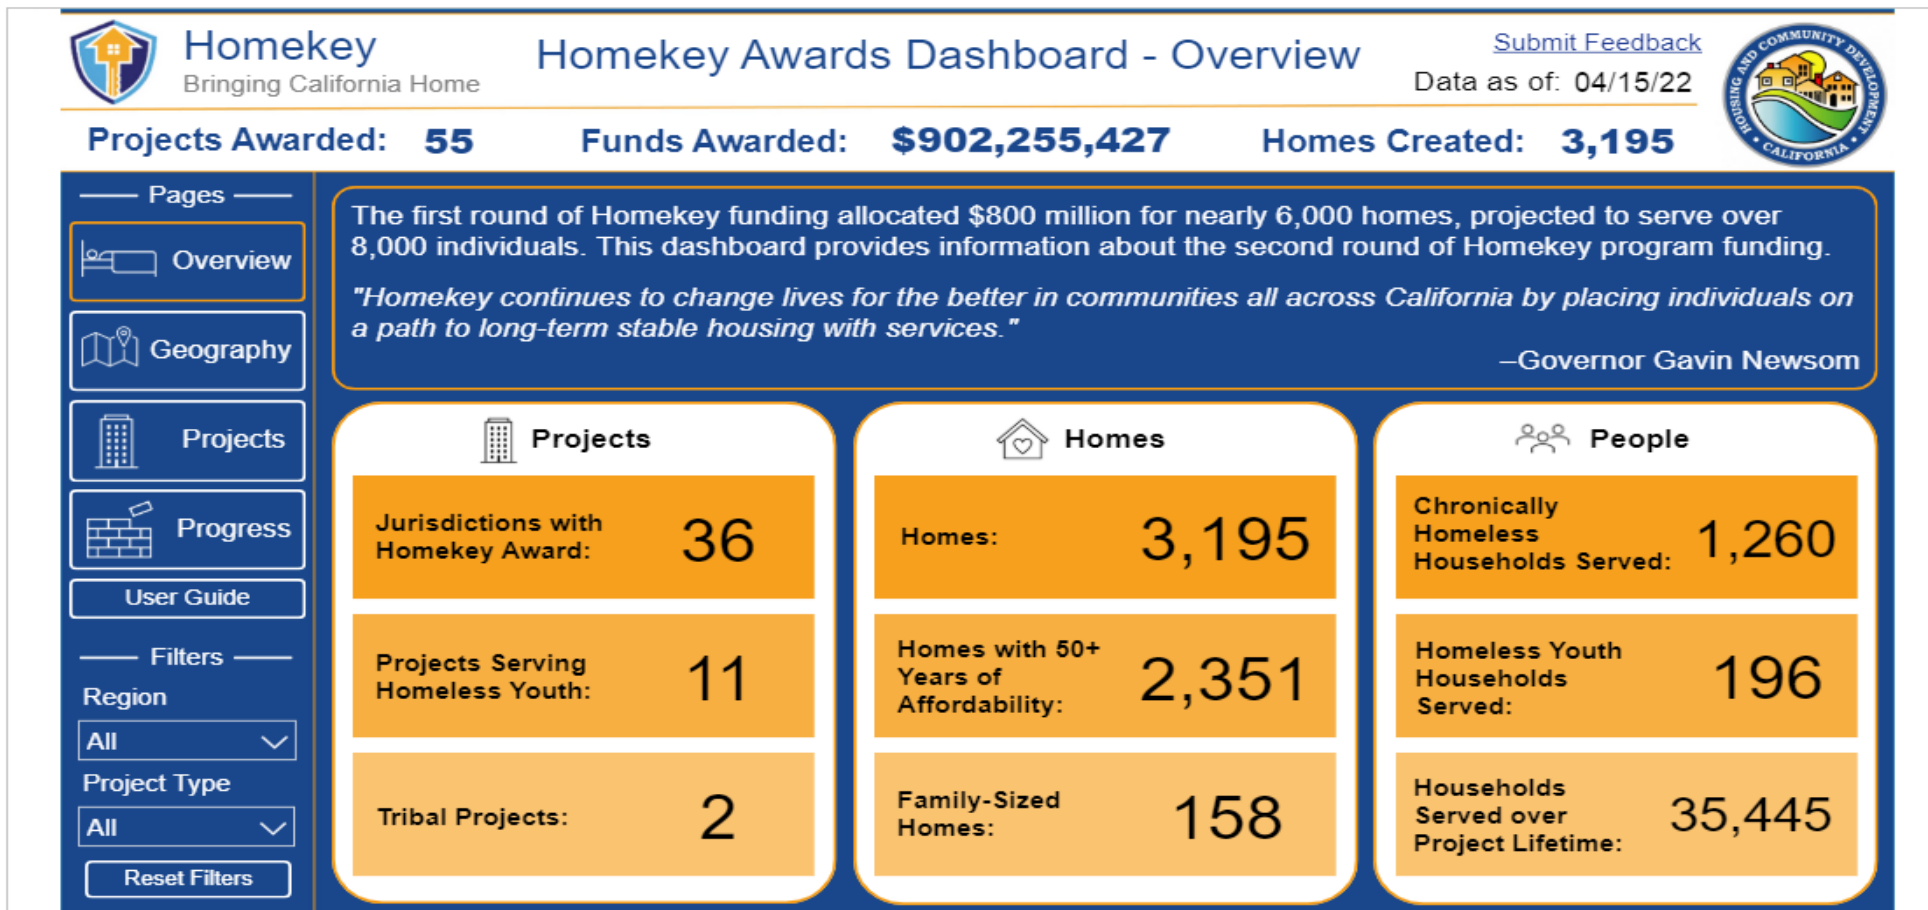 Homekey
Bringing California Home
Homekey Awards Dashboard - Overview
Submit Feedback
Data as of: 04/15/22
HOUSING AND COMMUNITY DEVELOPMENT
CALIFORNIA
Projects Awarded: 55
Funds Awarded: $902,255,427
Homes Created: 3,195
Pages
Overview
Geography
Projects
Progress
User Guide
Filters
Region
All
Project Type
All
Reset Filters
The first round of Homekey funding allocated $800 million for nearly 6,000 homes, projected to serve over
8,000 individuals. This dashboard provides information about the second round of Homekey program funding.
"Homekey continues to change lives for the better in communities all across California by placing individuals on
a path to long-term stable housing with services."
–Governor Gavin Newsom
Projects
Jurisdictions with
Homekey Award:
36
Projects Serving
Homeless Youth:
11
Tribal Projects:
2
Homes
Homes:
3,195
Homes with 50+
Years of
Affordability:
2,351
Family-Sized
Homes:
158
People
Chronically
Homeless
Households Served:
1,260
Homeless Youth
Households
Served:
196
Households
Served over
Project Lifetime:
35,445